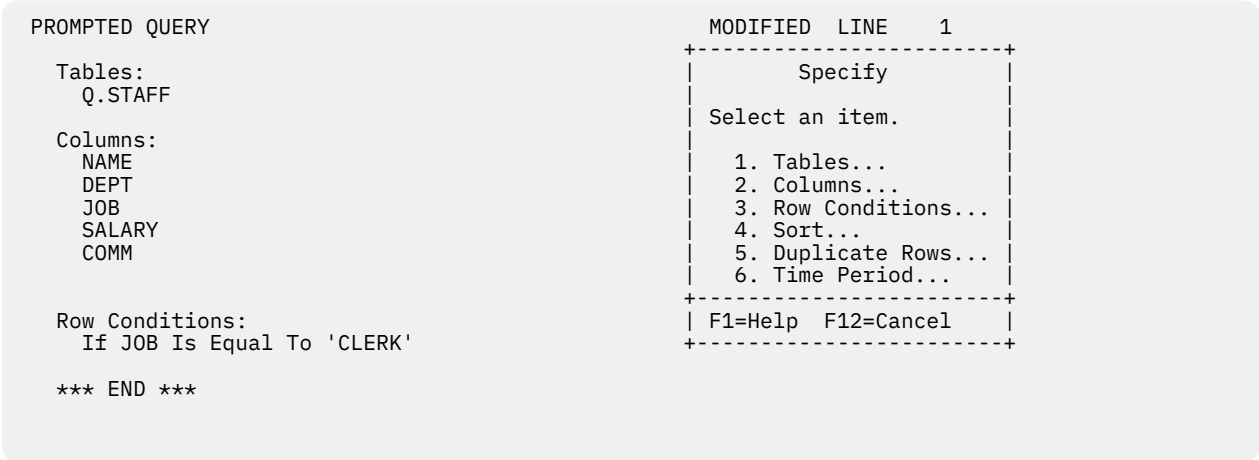 PROMPTED QUERY                                       MODIFIED  LINE    1
                                                   +------------------------+
  Tables:                                          |        Specify         |
    Q.STAFF                                        |                        |
                                                   | Select an item.        |
  Columns:                                         |                        |
    NAME                                           |   1. Tables...         |
    DEPT                                           |   2. Columns...        |
    JOB                                            |   3. Row Conditions... |
    SALARY                                         |   4. Sort...           |
    COMM                                           |   5. Duplicate Rows... |
                                                   |   6. Time Period...    |
                                                   +------------------------+
  Row Conditions:                                  | F1=Help  F12=Cancel    |
    If JOB Is Equal To 'CLERK'                     +------------------------+

  *** END ***